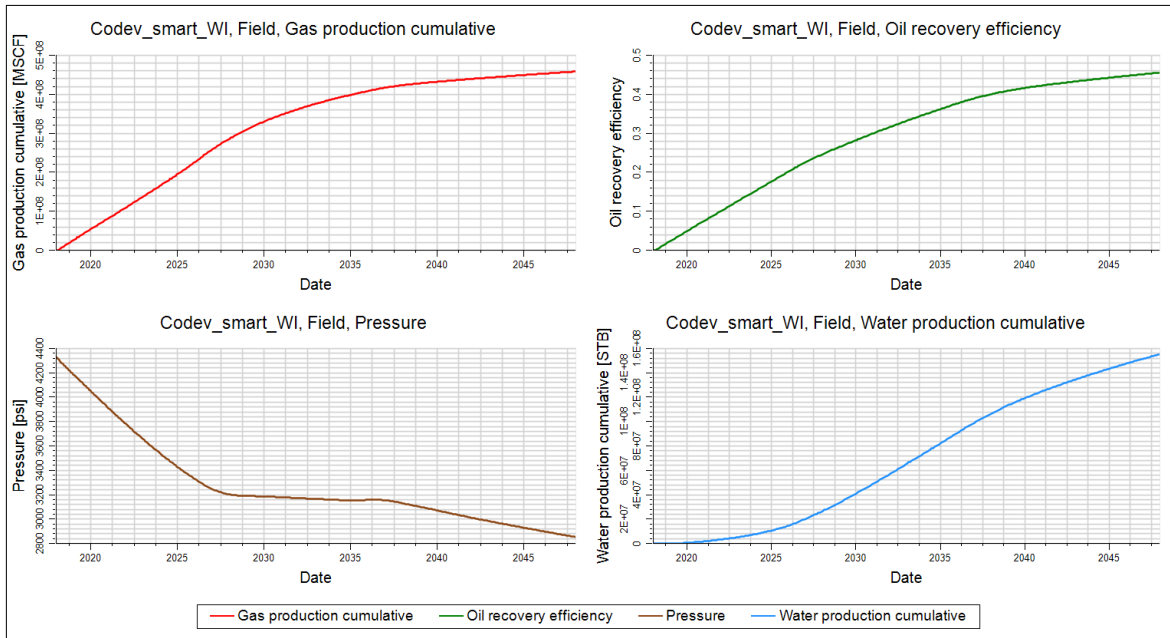 Codev_smart_WI, Field, Gas production cumulative
Gas production cumulative [MSCF]
5E+08
4E+08
3E+08
2E+08
1E+08
0
2020 2025 2030 2035 2040 2045
Date
Codev_smart_WI, Field, Oil recovery efficiency
Oil recovery efficiency
0.5
0.4
0.3
0.2
0.1
0
2020 2025 2030 2035 2040 2045
Date
Codev_smart_WI, Field, Pressure
Pressure [psi]
4400
4200
4000
3800
3600
3400
3200
3000
2800
2020 2025 2030 2035 2040 2045
Date
Codev_smart_WI, Field, Water production cumulative
Water production cumulative [STB]
1.6E+08
1.4E+08
1.2E+08
1E+08
8E+07
6E+07
4E+07
2E+07
0
2020 2025 2030 2035 2040 2045
Date
Gas production cumulative Oil recovery efficiency Pressure Water production cumulative